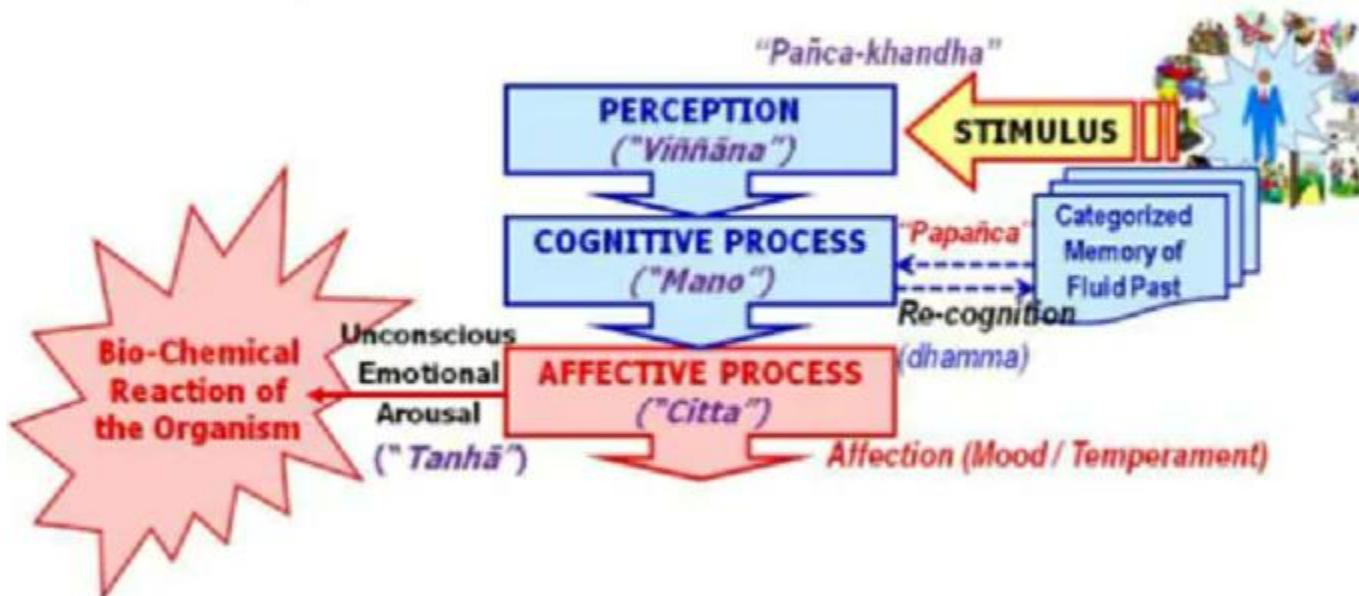 “Pañca-khandha”
PERCEPTION
("Viññāna")
STIMULUS
COGNITIVE PROCESS
("Mano")
"Papañca"
Re-cognition
(dhamma)
Categorized
Memory of
Fluid Past
AFFECTIVE PROCESS
("Citta")
Unconscious
Emotional
Arousal
("Tanhā")
Bio-Chemical
Reaction of
the Organism
Affection (Mood / Temperament)